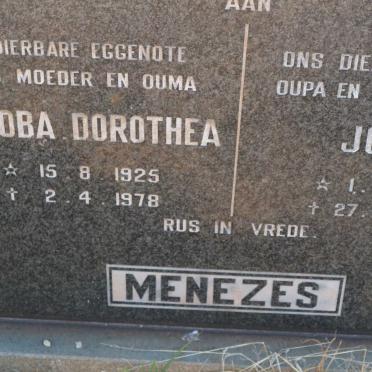 AAN
DIERBARE EGGENOTE
MOEDER EN OUMA
OBA DOROTHEA
☆ 15 8 1925
† 2.4.1978
ONS DIE
OUPA EN
JO
☆ 1.
† 27.
RUS IN VREDE.
MENEZES